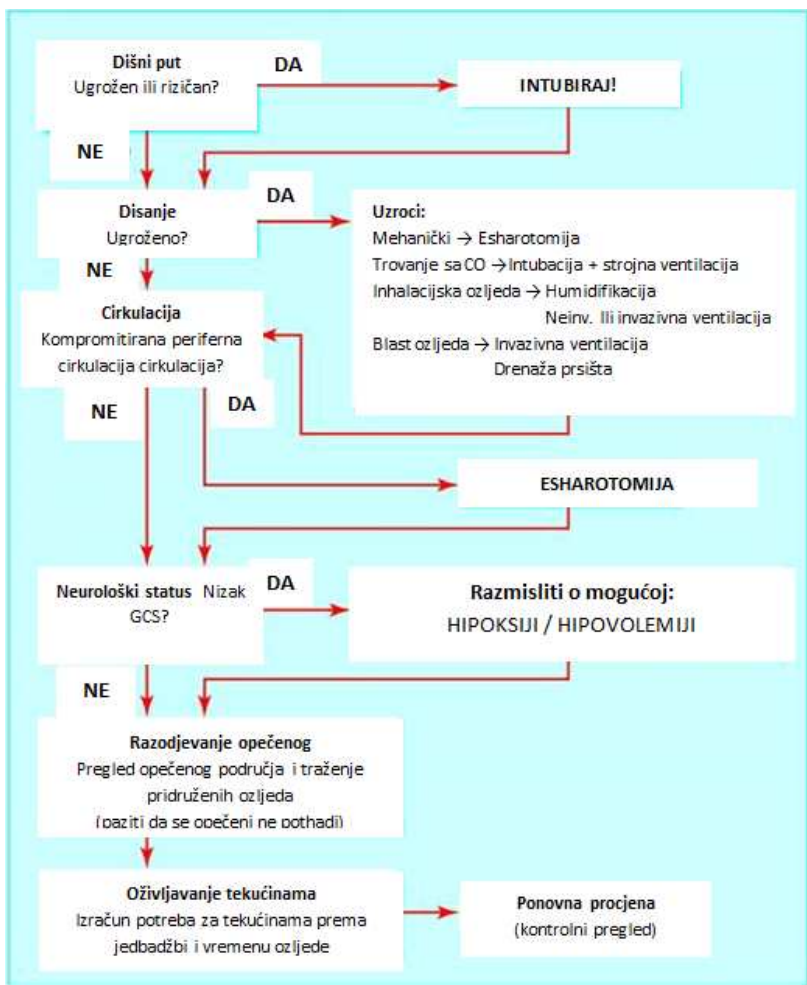 Dišni put
Ugrožen ili rizičan?
DA
INTUBIRAJ!
NE
Disanje
Ugroženo?
DA
Uzroci:
Mehanički → Esharotomija
Trovanje sa CO → Intubacija + strojna ventilacija
Inhalacijska ozljeda → Humidifikacija
Neinv. Ili invazivna ventilacija
Blast ozljeda → Invazivna ventilacija
Drenaža prsišta
NE
Cirkulacija
Kompromitirana periferna
cirkulacija cirkulacija?
NE
DA
ESHAROTOMIJA
Neurološki status Nizak
GCS?
DA
Razmisliti o mogućoj:
HIPOKSIJI / HIPOVOLEMIJI
NE
Razodjevanje opečenog
Pregled opečenog područja i traženje
pridruženih ozljeda
(paziti da se opečeni ne pothadi)
Oživljavanje tekućinama
Izračun potreba za tekućinama prema
jedbadžbi i vremenu ozljede
Ponovna procjena
(kontrolni pregled)